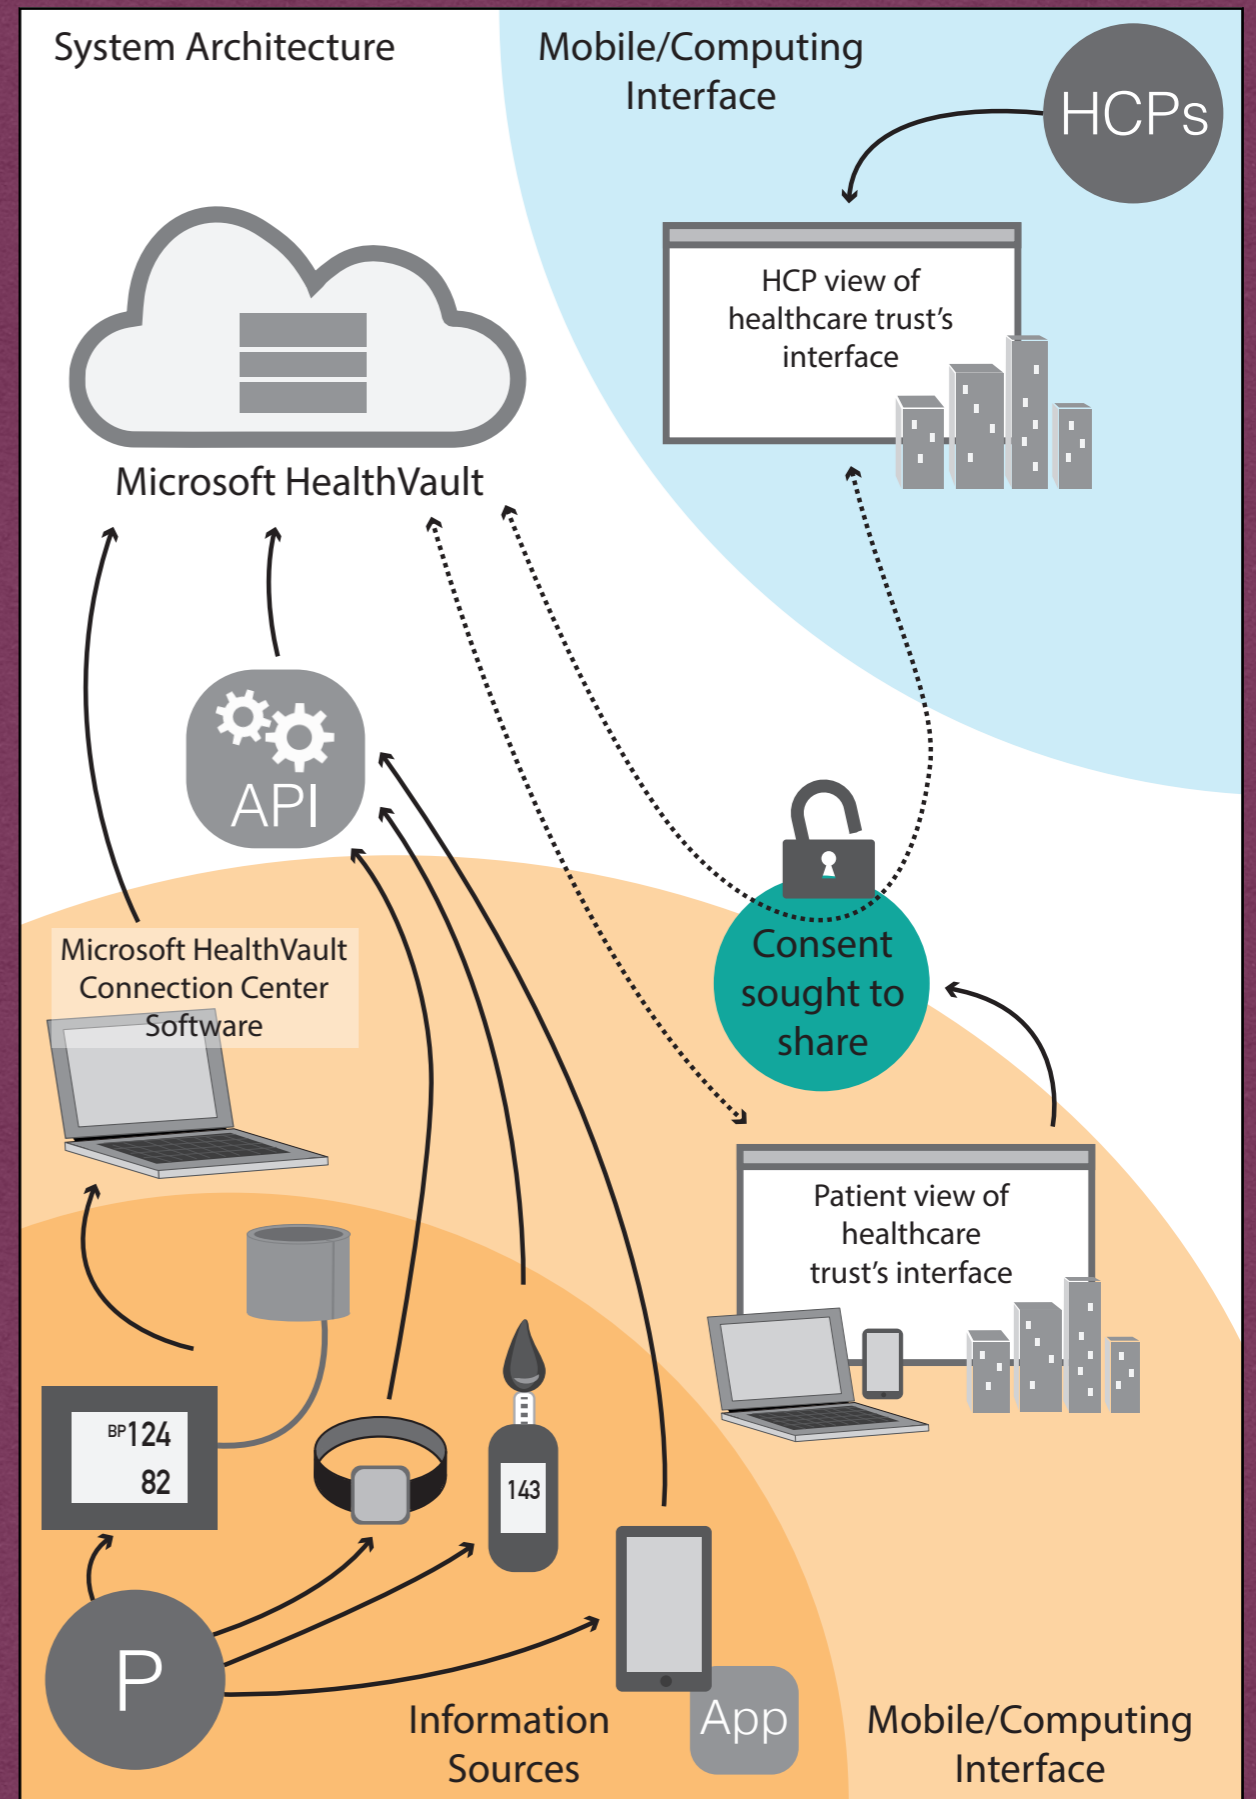 System Architecture
Mobile/Computing
Interface
HCPs
HCP view of
healthcare trust's
interface
Microsoft HealthVault
API
Microsoft HealthVault
Connection Center
Software
Consent
sought to
share
Patient view of
healthcare
trust's interface
BP124
82
143
P
Information
Sources
App
Mobile/Computing
Interface